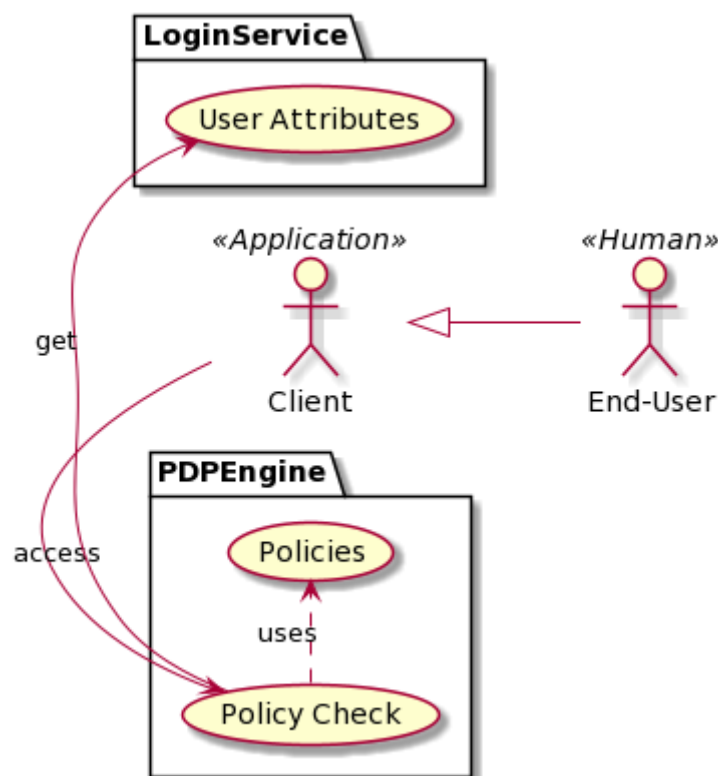 LoginService
User Attributes
«Application»
«Human»
get
Client
End-User
PDPEngine
Policies
access
uses
Policy Check